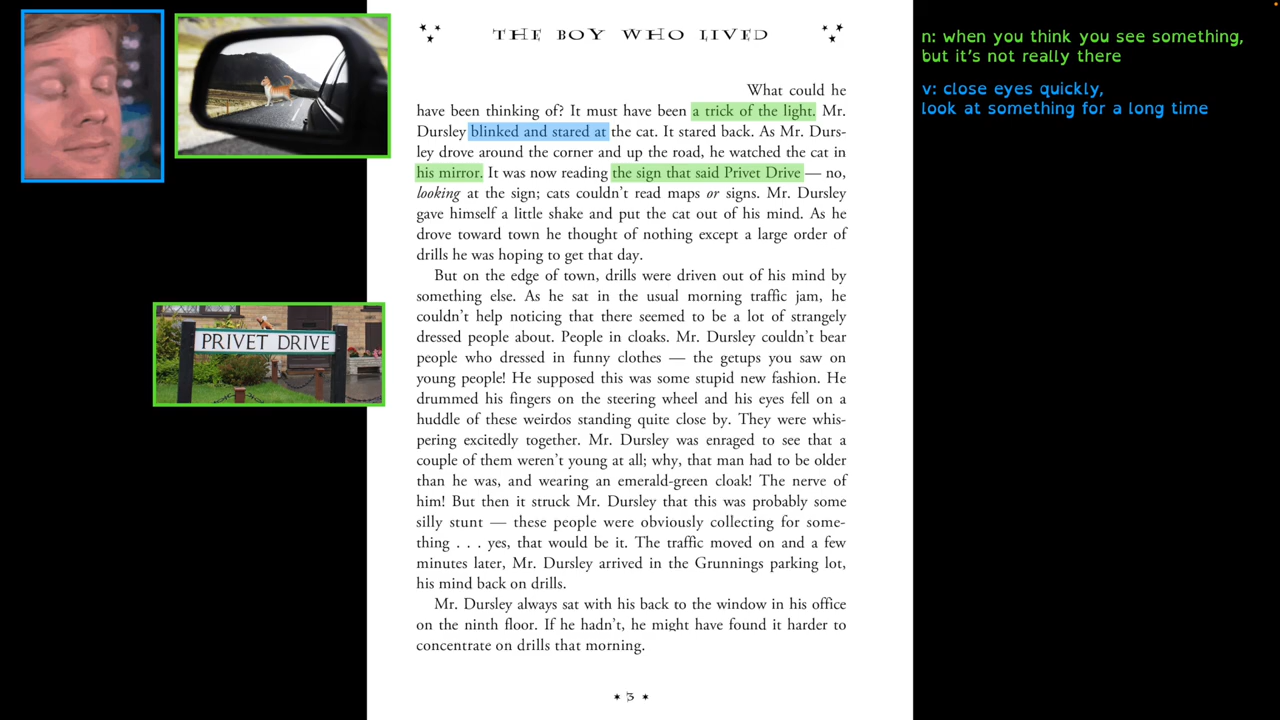 THE BOY WHO LIVED
What could he
have been thinking of? It must have been a trick of the light. Mr.
Dursley blinked and stared at the cat. It stared back. As Mr. Durs-
ley drove around the corner and up the road, he watched the cat in
his mirror. It was now reading the sign that said Privet Drive — no,
looking at the sign; cats couldn't read maps or signs. Mr. Dursley
gave himself a little shake and put the cat out of his mind. As he
drove toward town he thought of nothing except a large order of
drills he was hoping to get that day.
But on the edge of town, drills were driven out of his mind by
something else. As he sat in the usual morning traffic jam, he
couldn't help noticing that there seemed to be a lot of strangely
dressed people about. People in cloaks. Mr. Dursley couldn't bear
people who dressed in funny clothes — the getups you saw on
young people! He supposed this was some stupid new fashion. He
drummed his fingers on the steering wheel and his eyes fell on a
huddle of these weirdos standing quite close by. They were whis-
pering excitedly together. Mr. Dursley was enraged to see that a
couple of them weren't young at all; why, that man had to be older
than he was, and wearing an emerald-green cloak! The nerve of
him! But then it struck Mr. Dursley that this was probably some
silly stunt — these people were obviously collecting for some-
thing . . . yes, that would be it. The traffic moved on and a few
minutes later, Mr. Dursley arrived in the Grunnings parking lot,
his mind back on drills.
Mr. Dursley always sat with his back to the window in his office
on the ninth floor. If he hadn't, he might have found it harder to
concentrate on drills that morning.
3
PRIVET DRIVE
n: when you think you see something,
but it's not really there
v: close eyes quickly,
look at something for a long time